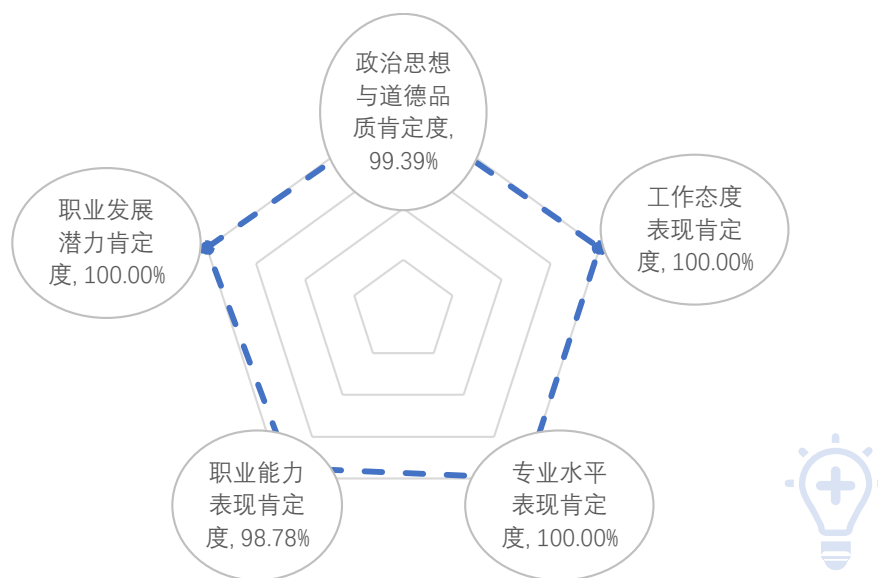 政治思想
与道德品
质肯定度,
99.39%
职业发展
潜力肯定
度, 100.00%
工作态度
表现肯定
度, 100.00%
职业能力
表现肯定
度, 98.78%
专业水平
表现肯定
度, 100.00%